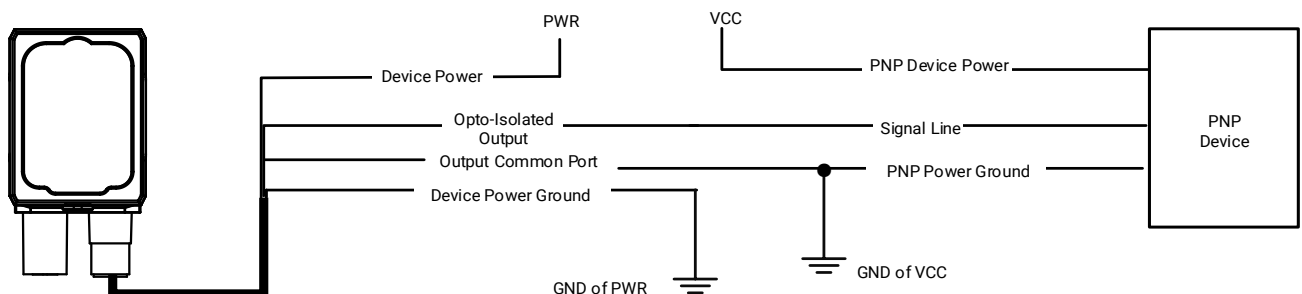 PWR
VCC
Device Power
PNP Device Power
Opto-Isolated
Output
Signal Line
PNP
Device
Output Common Port
PNP Power Ground
Device Power Ground
GND of VCC
GND of PWR